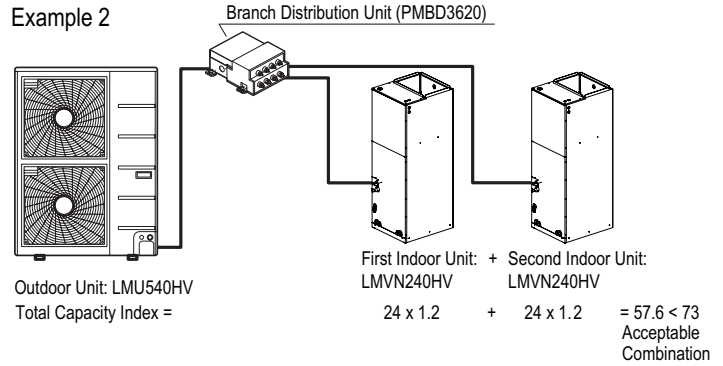 Example 2
Branch Distribution Unit (PMBD3620)
First Indoor Unit: + Second Indoor Unit:
LMVN240HV LMVN240HV
Outdoor Unit: LMU540HV
Total Capacity Index = 24 x 1.2 + 24 x 1.2 = 57.6 < 73
Acceptable
Combination